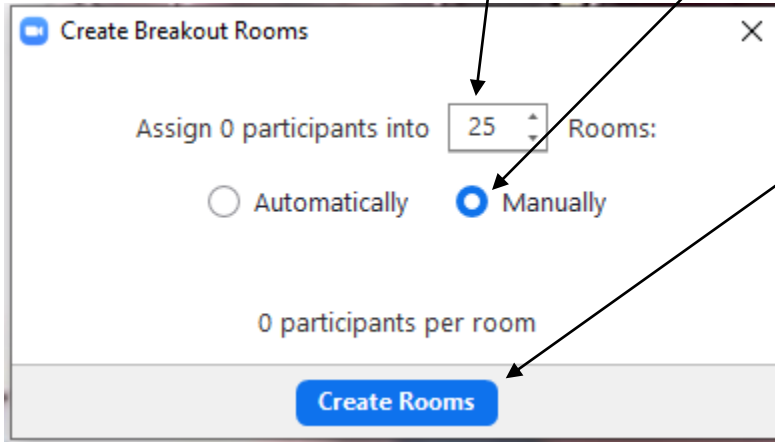 Create Breakout Rooms
Assign 0 participants into 25 Rooms:
Automatically Manually
0 participants per room
Create Rooms